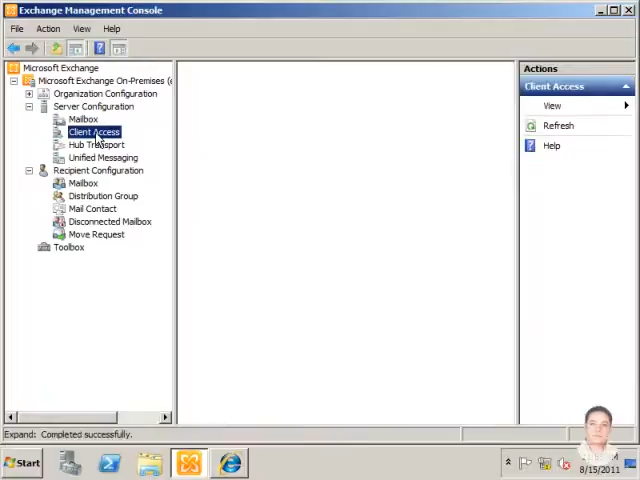 Exchange Management Console
File Action View Help
Microsoft Exchange
Microsoft Exchange On-Premises (e
Organization Configuration
Server Configuration
Mailbox
Client Access
Hub Transport
Unified Messaging
Recipient Configuration
Mailbox
Distribution Group
Mail Contact
Disconnected Mailbox
Move Request
Toolbox
Actions
Client Access
View
Refresh
Help
Expand: Completed successfully.
Start
8/15/2011